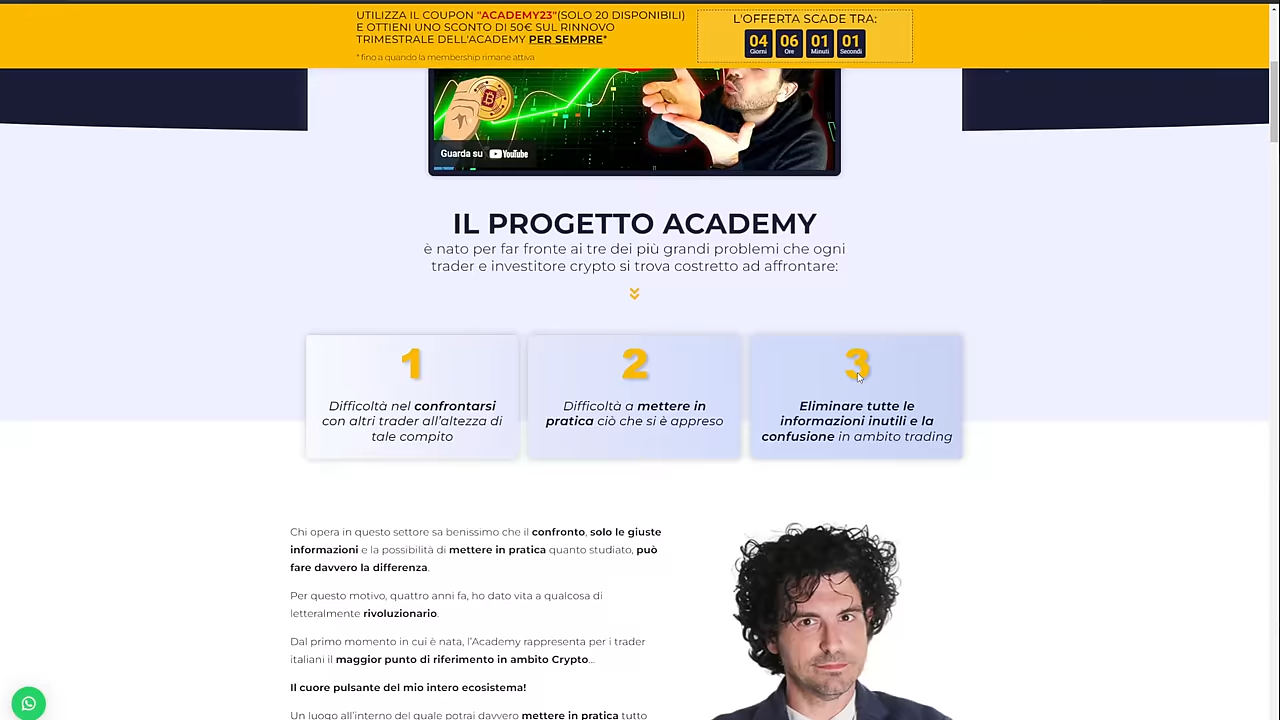 UTILIZZA IL COUPON "ACADEMY23"(SOLO 20 DISPONIBILI)
E OTTIENI UNO SCONTO DI 50€ SUL RINNOVO
TRIMESTRALE DELL'ACADEMY PER SEMPRE*
* fino a quando la membership rimane attiva
L'OFFERTA SCADE TRA:
04 06 01 01
Giorni Ore Minuti Secondi
Guarda su YouTube
IL PROGETTO ACADEMY
è nato per far fronte ai tre dei più grandi problemi che ogni
trader e investitore crypto si trova costretto ad affrontare:
1
Difficoltà nel confrontarsi
con altri trader all'altezza di
tale compito
2
Difficoltà a mettere in
pratica ciò che si è appreso
3
Eliminare tutte le
informazioni inutili e la
confusione in ambito trading
Chi opera in questo settore sa benissimo che il confronto, solo le giuste
informazioni e la possibilità di mettere in pratica quanto studiato, può
fare davvero la differenza.
Per questo motivo, quattro anni fa, ho dato vita a qualcosa di
letteralmente rivoluzionario.
Dal primo momento in cui è nata, l'Academy rappresenta per i trader
italiani il maggior punto di riferimento in ambito Crypto...
Il cuore pulsante del mio intero ecosistema!
Un luogo all'interno del quale potrai davvero mettere in pratica tutto